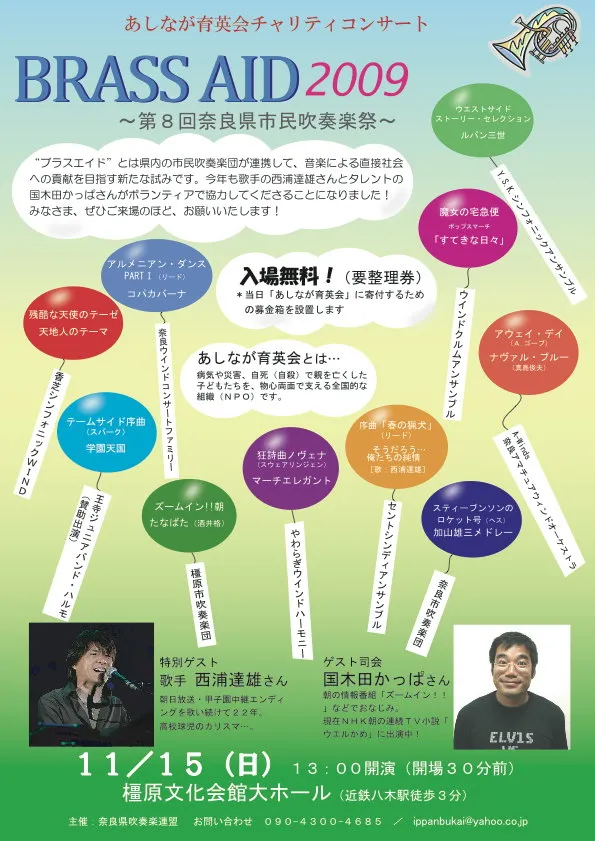 あしなが育英会チャリティコンサート
BRASS AID 2009
～第８回奈良県市民吹奏楽祭～
“ブラスエイド”とは県内の市民吹奏楽団が連携して、音楽による直接社会
への貢献を目指す新たな試みです。今年も歌手の西浦達雄さんとタレントの
国木田かっぱさんがボランティアで協力してくださることになりました！
みなさま、ぜひご来場のほど、お願いいたします！
ウエストサイド
ストーリー・セレクション
ルパン三世
ＹＳＫシンフォニックアンサンブル
魔女の宅急便
ポップスマーチ
「すてきな日々」
ウインドクルムアンサンブル
アルメニアン・ダンス
PARTⅠ（リード）
コパカバーナ
奈良ウインドコンサートファミリー
入場無料！（要整理券）
＊当日「あしなが育英会」に寄付するため
の募金箱を設置します
残酷な天使のテーゼ
天地人のテーマ
香芝シンフォニックＷＩＮＤ
アウェイ・デイ
（Ａ ゴーブ）
ナヴァル・ブルー
（真島俊夫）
A-Winds
奈良アマチュアウインドオーケストラ
あしなが育英会とは…
病気や災害、自死（自殺）で親を亡くした
子どもたちを、物心両面で支える全国的な
組織（ＮＰＯ）です。
テームサイド序曲
（スパーク）
学園天国
王寺ジュニアバンド・ハルモ
（賛助出演）
狂詩曲ノヴェナ
（スウェアリンジェン）
マーチエレガント
やわらぎウインドハーモニー
序曲「春の猟犬」
（リード）
そうだろう…
俺たちの純情
［歌 西浦達雄］
セントシンディアンサンブル
ズームイン!!朝
たなばた（酒井格）
橿原市吹奏楽団
スティーブンソンの
ロケット号（ヘス）
加山雄三メドレー
奈良市吹奏楽団
特別ゲスト
歌手 西浦達雄さん
朝日放送・甲子園中継エンディ
ングを歌い続けて２２年。
高校球児のカリスマ…。
ゲスト司会
国木田かっぱさん
朝の情報番組「ズームイン！！
」などでおなじみ。
現在ＮＨＫ朝の連続ＴＶ小説「
ウエルかめ」に出演中！
ELVIS
１１／１５（日）１３：００開演（開場３０分前）
橿原文化会館大ホール（近鉄八木駅徒歩３分）
主催：奈良県吹奏楽連盟　お問い合わせ　０９０－４３００－４６８５　／　ippanbukai@yahoo.co.jp